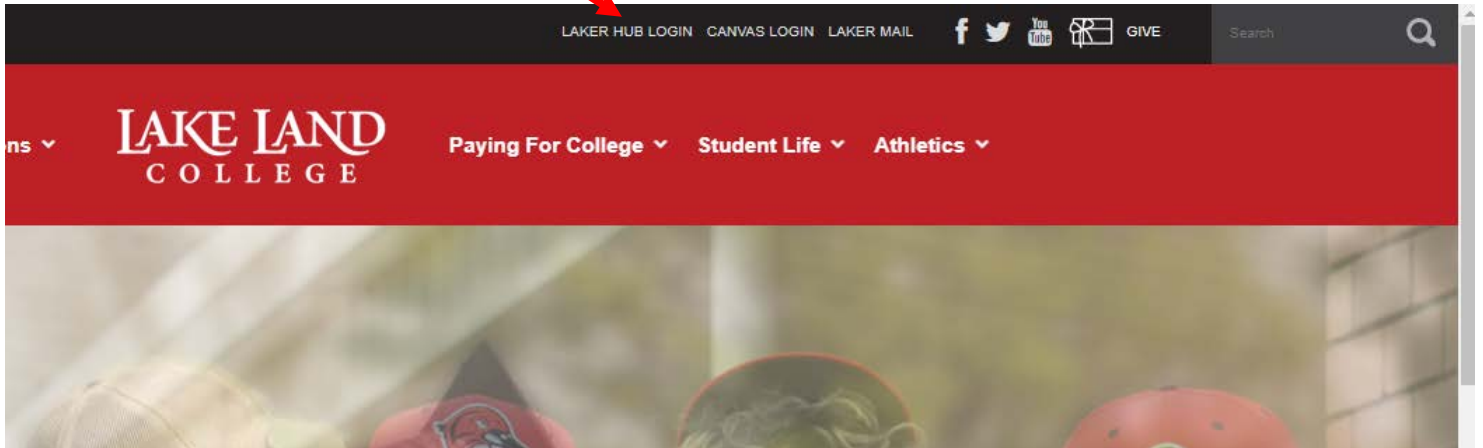 LAKER HUB LOGIN CANVAS LOGIN LAKER MAIL f You Tube GIVE Search
ns LAKE LAND COLLEGE Paying For College Student Life Athletics